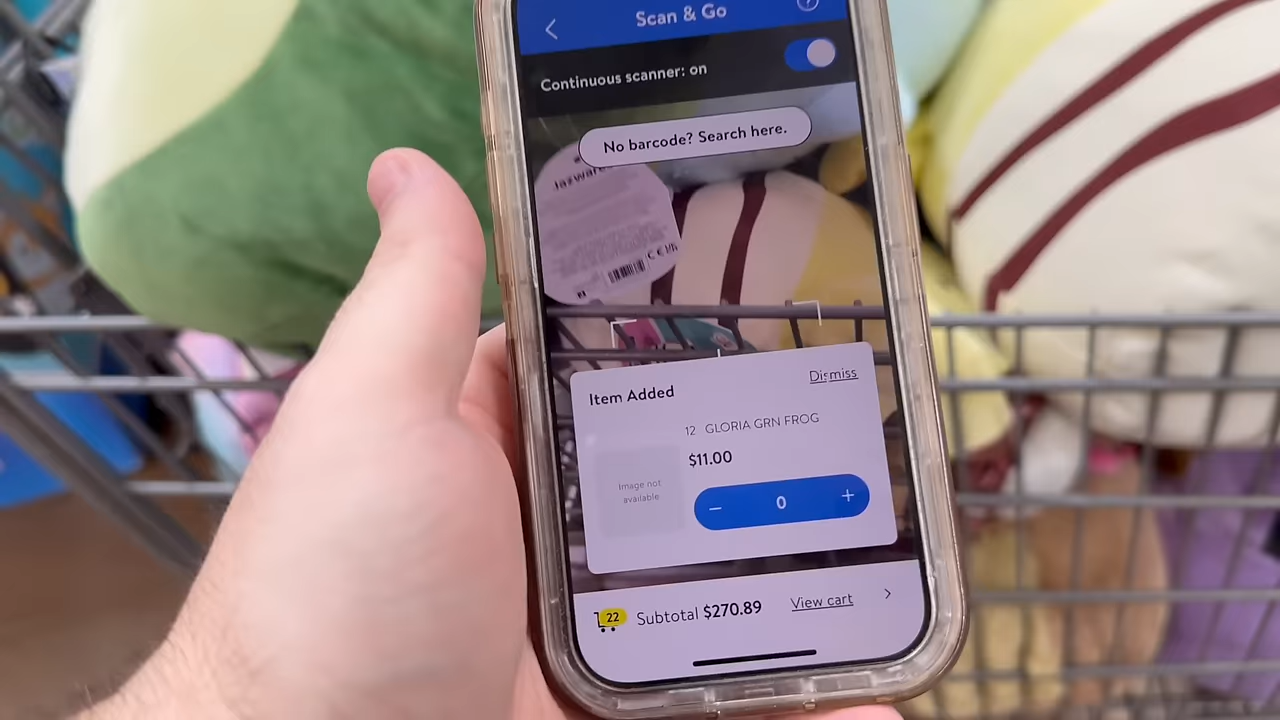 Scan & Go
Continuous scanner: on
No barcode? Search here.
Jazware
Item Added
Dismiss
12 GLORIA GRN FROG
$11.00
Image not
available
− 0 +
22
Subtotal $270.89
View cart